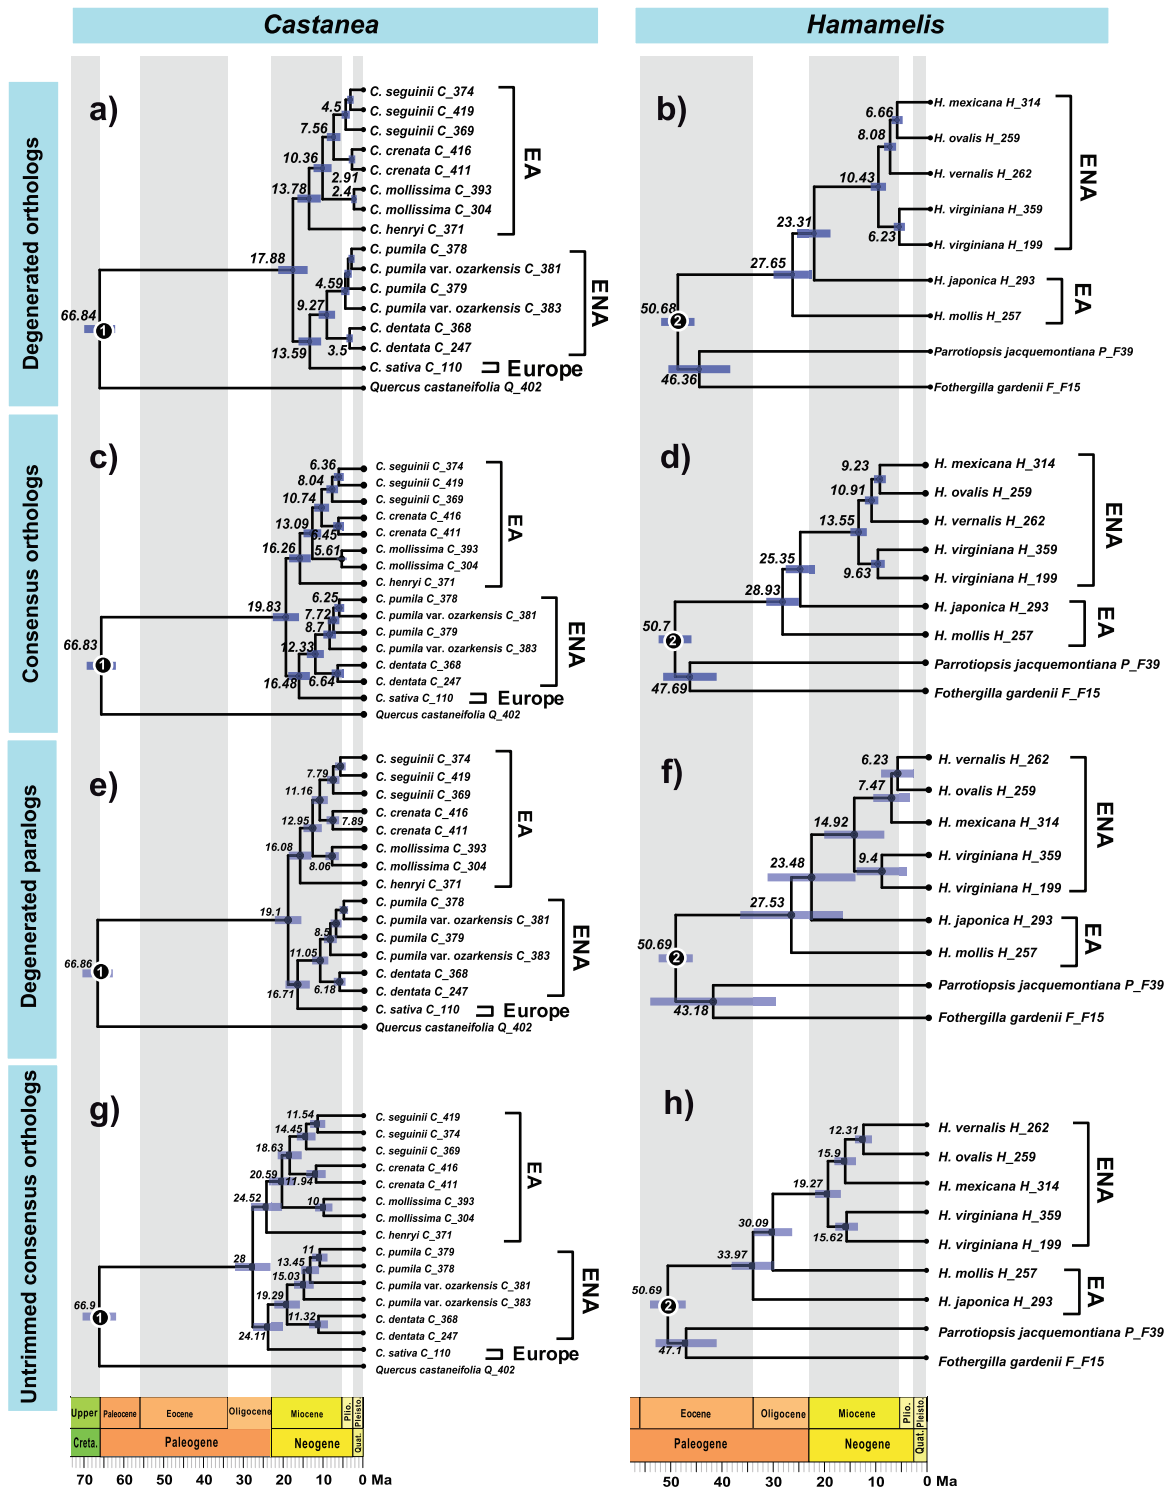 Castanea
Hamamelis
Degenerated orthologs
a)
C. seguinii C_374
C. seguinii C_419
C. seguinii C_369
C. crenata C_416
C. crenata C_411
C. mollissima C_393
C. mollissima C_304
C. henryi C_371
C. pumila C_378
C. pumila var. ozarkensis C_381
C. pumila C_379
C. pumila var. ozarkensis C_383
C. dentata C_368
C. dentata C_247
C. sativa C_110
Quercus castaneifolia Q_402
EA
ENA
Europe
4.5
7.56
10.36
2.91
2.4
13.78
17.88
4.59
9.27
3.5
13.59
66.84
1
b)
H. mexicana H_314
H. ovalis H_259
H. vernalis H_262
H. virginiana H_359
H. virginiana H_199
H. japonica H_293
H. mollis H_257
Parrotiopsis jacquemontiana P_F39
Fothergilla gardenii F_F15
ENA
EA
6.66
8.08
10.43
6.23
23.31
27.65
50.68
2
46.36
Consensus orthologs
c)
C. seguinii C_374
C. seguinii C_419
C. seguinii C_369
C. crenata C_416
C. crenata C_411
C. mollissima C_393
C. mollissima C_304
C. henryi C_371
C. pumila C_378
C. pumila var. ozarkensis C_381
C. pumila C_379
C. pumila var. ozarkensis C_383
C. dentata C_368
C. dentata C_247
C. sativa C_110
Quercus castaneifolia Q_402
EA
ENA
Europe
6.36
8.04
10.74
13.09
6.45
5.61
16.26
19.83
6.25
7.72
8.7
12.33
6.64
16.48
66.83
1
d)
H. mexicana H_314
H. ovalis H_259
H. vernalis H_262
H. virginiana H_359
H. virginiana H_199
H. japonica H_293
H. mollis H_257
Parrotiopsis jacquemontiana P_F39
Fothergilla gardenii F_F15
ENA
EA
9.23
10.91
13.55
9.63
25.35
28.93
50.7
2
47.69
Degenerated paralogs
e)
C. seguinii C_374
C. seguinii C_419
C. seguinii C_369
C. crenata C_416
C. crenata C_411
C. mollissima C_393
C. mollissima C_304
C. henryi C_371
C. pumila C_378
C. pumila var. ozarkensis C_381
C. pumila C_379
C. pumila var. ozarkensis C_383
C. dentata C_368
C. dentata C_247
C. sativa C_110
Quercus castaneifolia Q_402
EA
ENA
Europe
7.79
11.16
12.95
7.89
16.08
8.06
19.1
8.5
11.05
6.18
16.71
66.86
1
f)
H. vernalis H_262
H. ovalis H_259
H. mexicana H_314
H. virginiana H_359
H. virginiana H_199
H. japonica H_293
H. mollis H_257
Parrotiopsis jacquemontiana P_F39
Fothergilla gardenii F_F15
ENA
EA
6.23
7.47
14.92
9.4
23.48
27.53
50.69
2
43.18
Untrimmed consensus orthologs
g)
C. seguinii C_419
C. seguinii C_374
C. seguinii C_369
C. crenata C_416
C. crenata C_411
C. mollissima C_393
C. mollissima C_304
C. henryi C_371
C. pumila C_379
C. pumila C_378
C. pumila var. ozarkensis C_381
C. pumila var. ozarkensis C_383
C. dentata C_368
C. dentata C_247
C. sativa C_110
Quercus castaneifolia Q_402
EA
ENA
Europe
11.54
14.45
18.63
20.59
11.94
24.52
10
28
11
13.45
15.03
19.29
11.32
24.11
66.9
1
h)
H. vernalis H_262
H. ovalis H_259
H. mexicana H_314
H. virginiana H_359
H. virginiana H_199
H. mollis H_257
H. japonica H_293
Parrotiopsis jacquemontiana P_F39
Fothergilla gardenii F_F15
ENA
EA
12.31
15.9
19.27
15.62
30.09
33.97
50.69
2
47.1
Upper Paleocene Eocene Oligocene Miocene Plio. Pleisto.
Creta. Paleogene Neogene Quat.
70 60 50 40 30 20 10 0 Ma
Eocene Oligocene Miocene Plio. Pleisto.
Paleogene Neogene Quat.
50 40 30 20 10 0 Ma